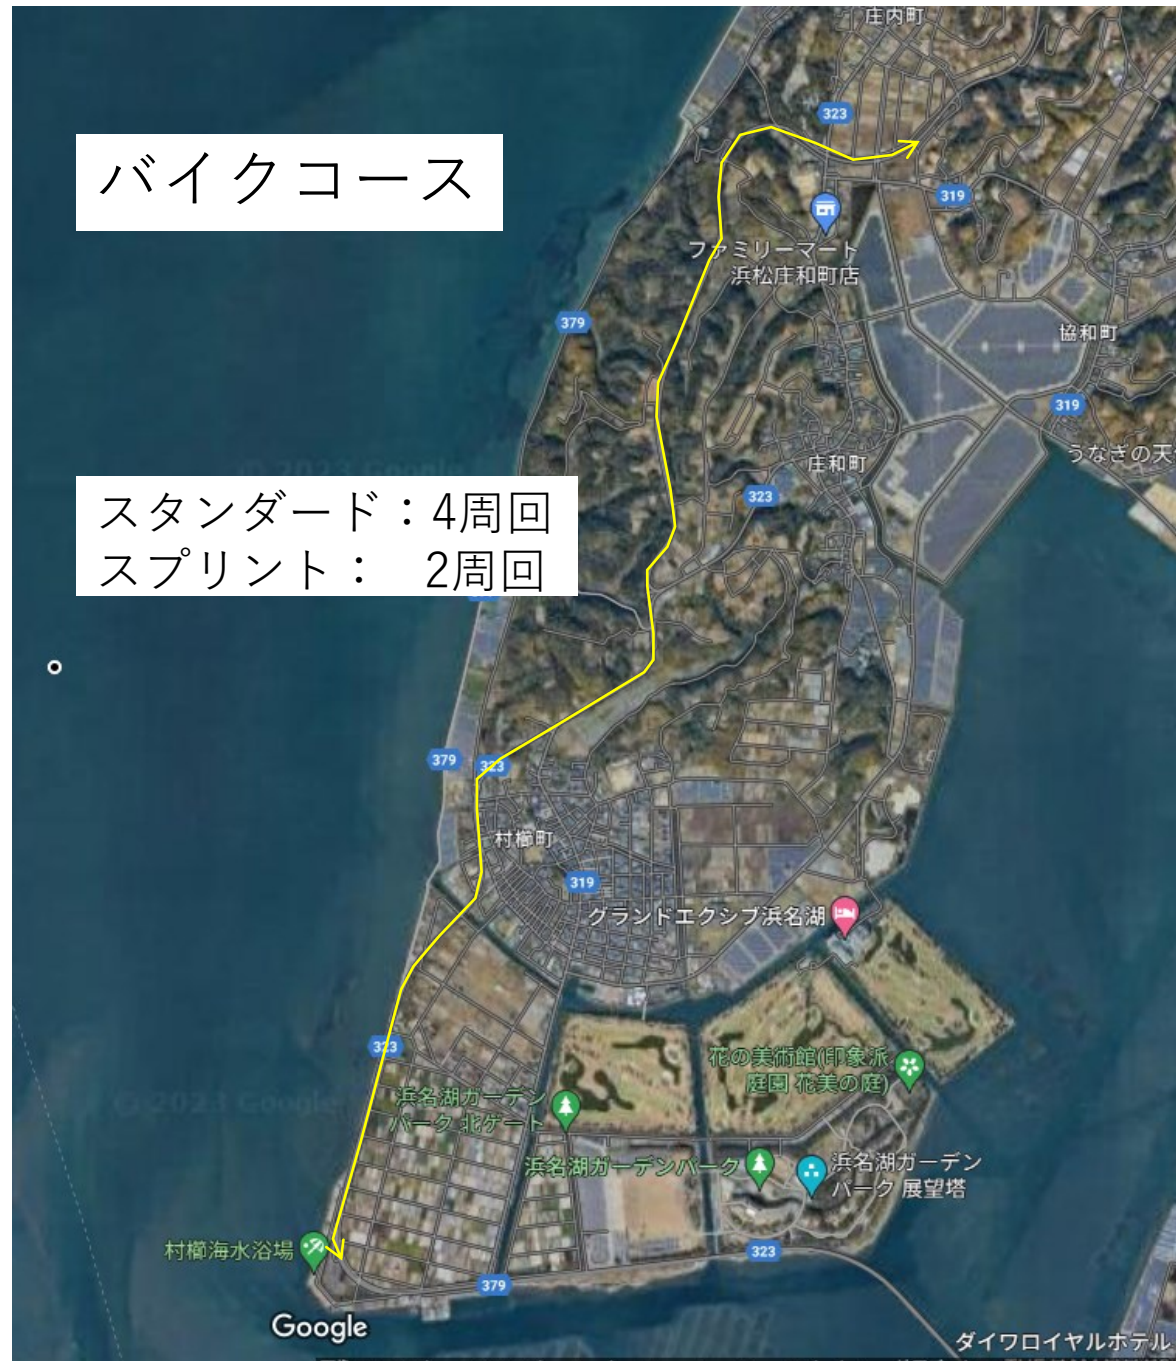 庄内町
323
バイクコース
319
ファミリーマート
浜松庄和町店
379
協和町
319
うなぎの天
庄和町
323
© 2023 Google
スタンダード：4周回
スプリント：　2周回
379
323
村櫛町
319
グランドエクシブ浜名湖
323
花の美術館(印象派
庭園 花美の庭)
© 2023 Google
浜名湖ガーデン
パーク 北ゲート
浜名湖ガーデンパーク
浜名湖ガーデン
パーク 展望塔
村櫛海水浴場
323
379
Google
ダイワロイヤルホテル